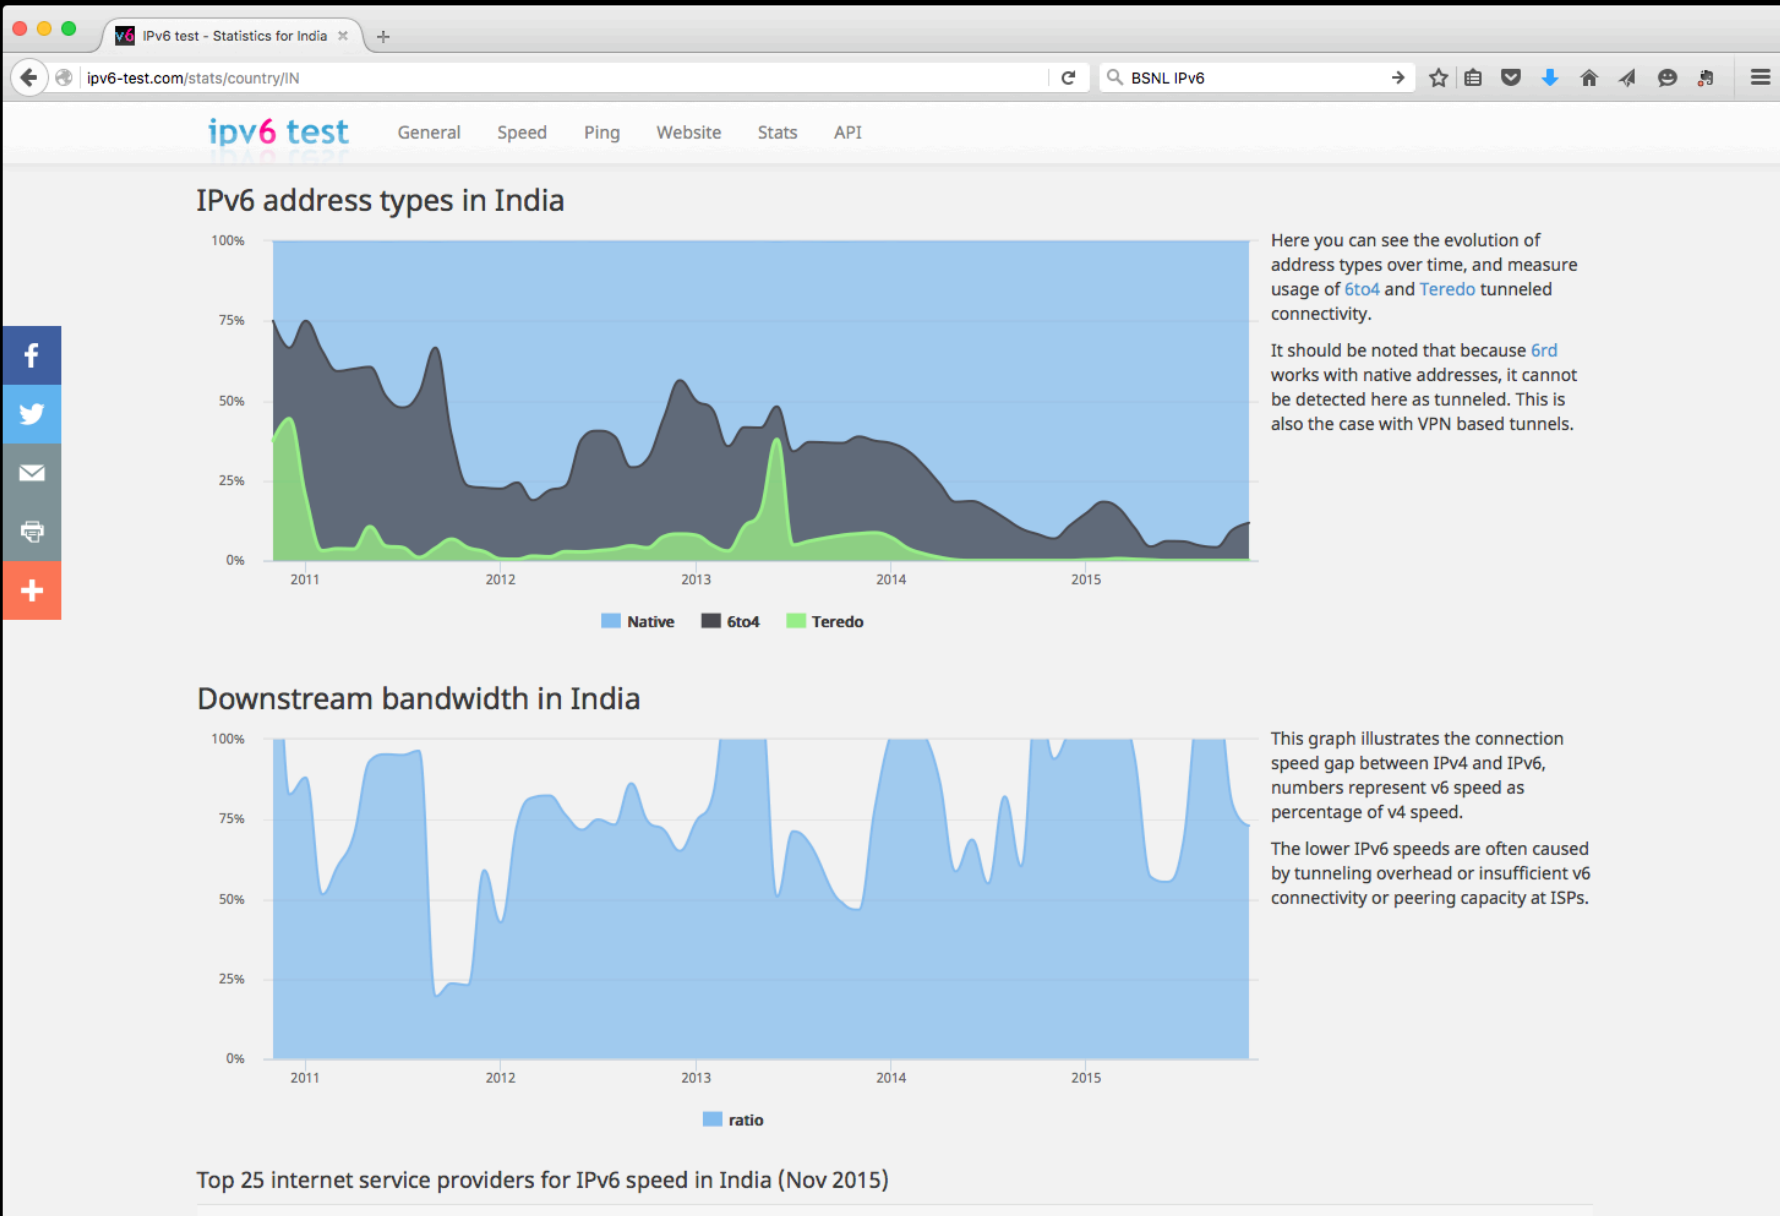 IPv6 test - Statistics for India
ipv6-test.com/stats/country/IN
BSNL IPv6
ipv6 test
General
Speed
Ping
Website
Stats
API
IPv6 address types in India
100%
75%
50%
25%
0%
2011
2012
2013
2014
2015
Native
6to4
Teredo
Here you can see the evolution of
address types over time, and measure
usage of 6to4 and Teredo tunneled
connectivity.
It should be noted that because 6rd
works with native addresses, it cannot
be detected here as tunneled. This is
also the case with VPN based tunnels.
Downstream bandwidth in India
100%
75%
50%
25%
0%
2011
2012
2013
2014
2015
ratio
This graph illustrates the connection
speed gap between IPv4 and IPv6,
numbers represent v6 speed as
percentage of v4 speed.
The lower IPv6 speeds are often caused
by tunneling overhead or insufficient v6
connectivity or peering capacity at ISPs.
Top 25 internet service providers for IPv6 speed in India (Nov 2015)